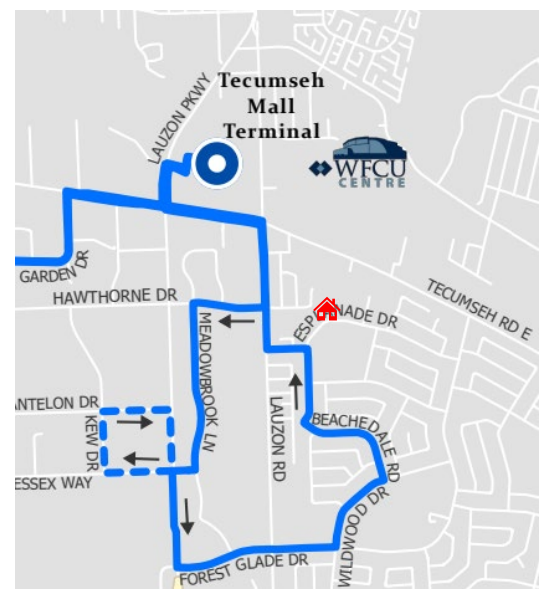 LAUZON PKWY
Tecumseh
Mall
Terminal
WFCU
CENTRE
GARDEN DR
HAWTHORNE DR
TECUMSEH RD E
ESP NADE DR
MEADOWBROOK LN
ANTELON DR
KEW DR
LAUZON RD
BEACHEDALE RD
ESSEX WAY
WILDWOOD DR
FOREST GLADE DR